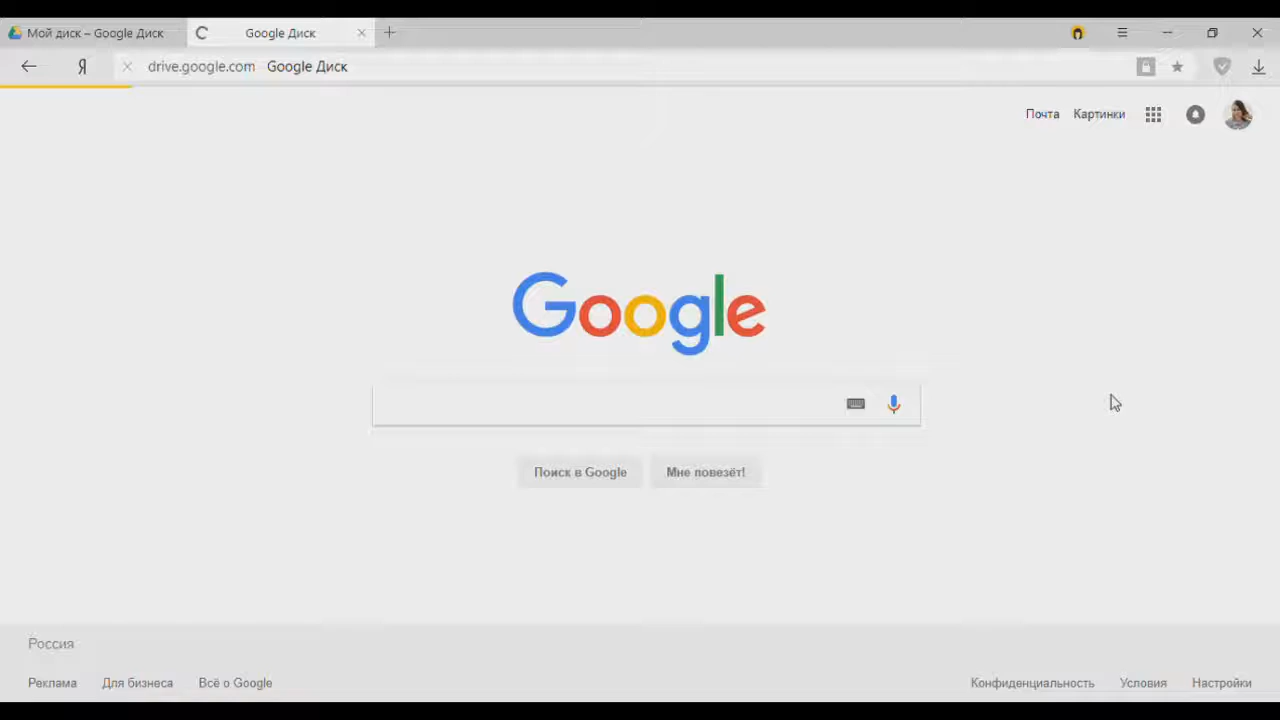 Мой диск – Google Диск
Google Диск
Я
drive.google.com Google Диск
Почта Картинки
Google
Поиск в Google Мне повезёт!
Россия
Реклама Для бизнеса Всё о Google Конфиденциальность Условия Настройки